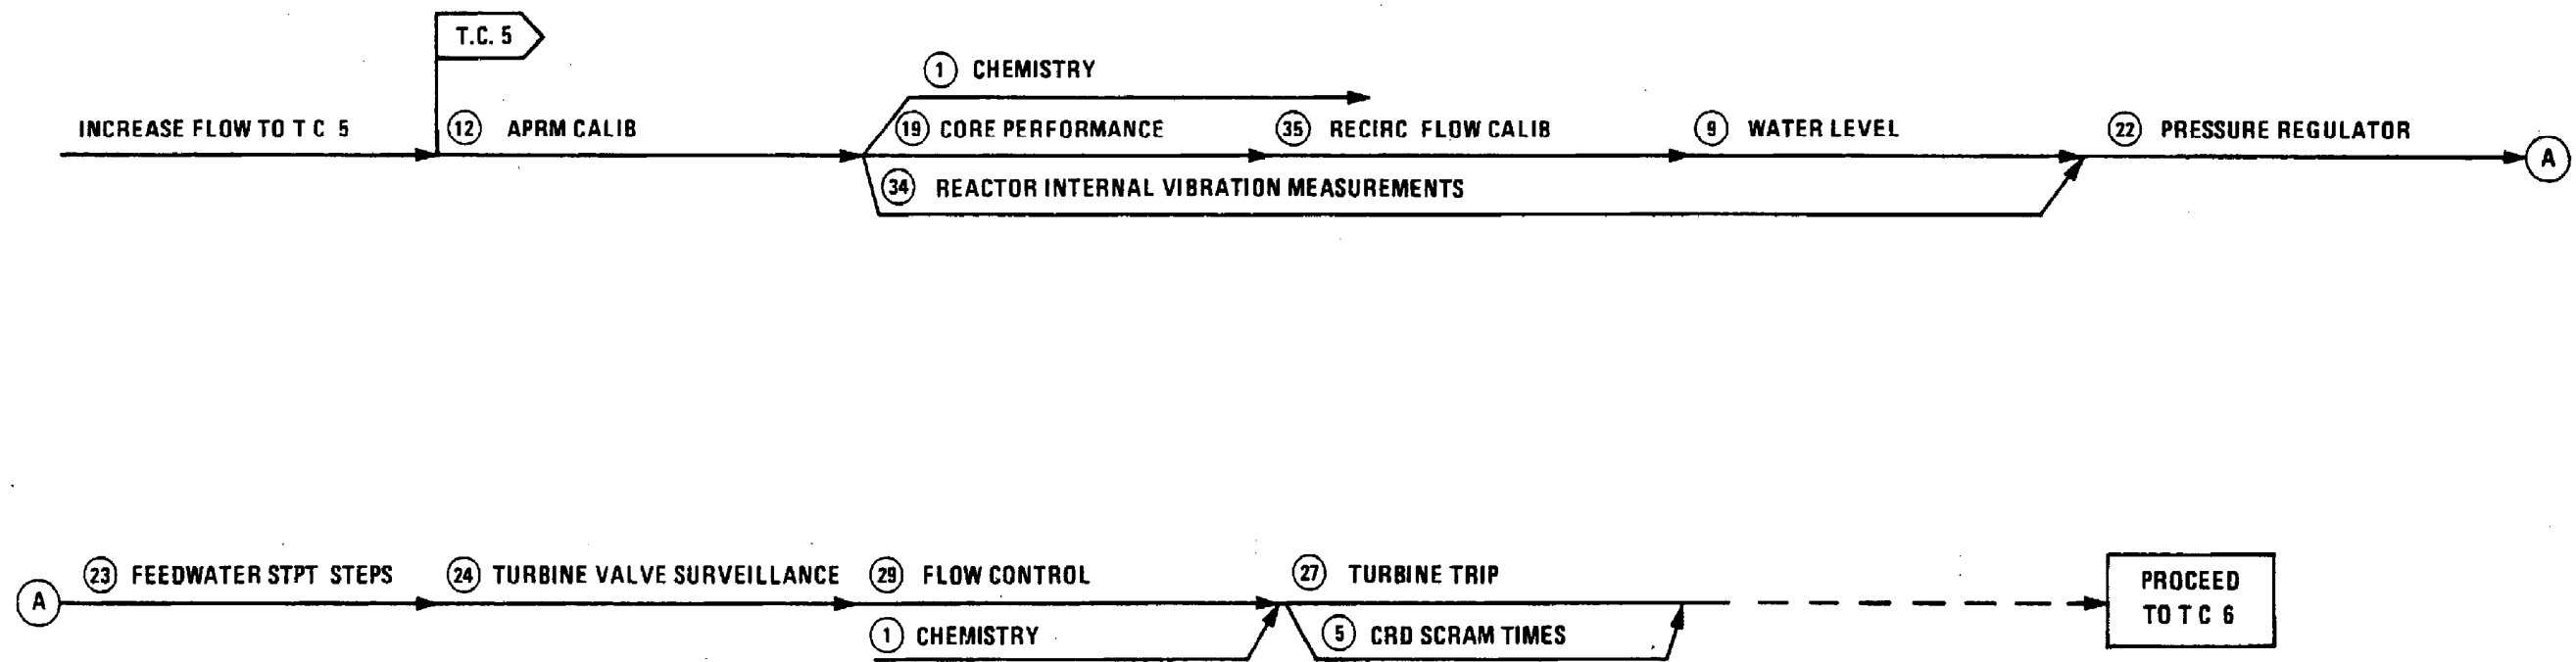 T.C. 5
1 CHEMISTRY
INCREASE FLOW TO T C 5
12 APRM CALIB
19 CORE PERFORMANCE
35 RECIRC FLOW CALIB
9 WATER LEVEL
22 PRESSURE REGULATOR
A
34 REACTOR INTERNAL VIBRATION MEASUREMENTS
A
23 FEEDWATER STPT STEPS
24 TURBINE VALVE SURVEILLANCE
29 FLOW CONTROL
27 TURBINE TRIP
PROCEED
TO T C 6
1 CHEMISTRY
5 CRD SCRAM TIMES